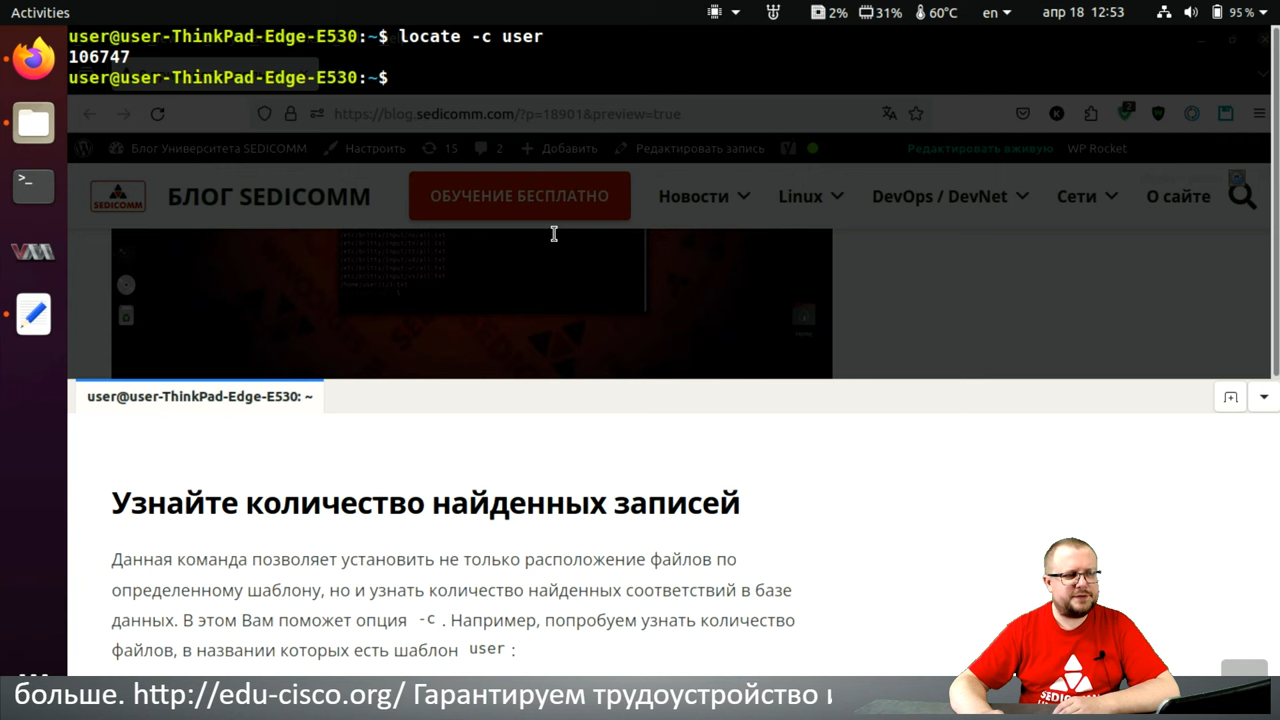 Activities
2% 31% 60°C en апр 18 12:53 95%
user@user-ThinkPad-Edge-E530:~$ locate -c user
106747
user@user-ThinkPad-Edge-E530:~$
https://blog.sedicomm.com/?p=18901&preview=true
Блог Университета SEDICOMM Настроить 15 2 Добавить Редактировать запись Редактировать вживую WP Rocket
SEDICOMM БЛОГ SEDICOMM ОБУЧЕНИЕ БЕСПЛАТНО Новости Linux DevOps / DevNet Сети О сайте
user@user-ThinkPad-Edge-E530: ~
Узнайте количество найденных записей
Данная команда позволяет установить не только расположение файлов по
определенному шаблону, но и узнать количество найденных соответствий в базе
данных. В этом Вам поможет опция -c . Например, попробуем узнать количество
файлов, в названии которых есть шаблон user :
больше. http://edu-cisco.org/ Гарантируем трудоустройство и